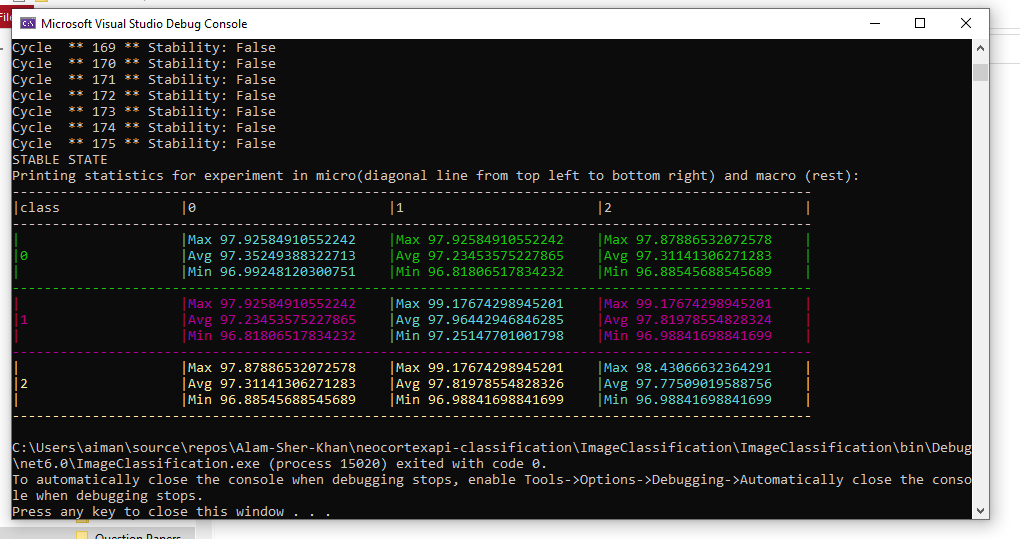 File
Microsoft Visual Studio Debug Console
Cycle  ** 169 ** Stability: False
Cycle  ** 170 ** Stability: False
Cycle  ** 171 ** Stability: False
Cycle  ** 172 ** Stability: False
Cycle  ** 173 ** Stability: False
Cycle  ** 174 ** Stability: False
Cycle  ** 175 ** Stability: False
STABLE STATE
Printing statistics for experiment in micro(diagonal line from top left to bottom right) and macro (rest):
|class |0 |1 |2 |
| |Max 97.92584910552242 |Max 97.92584910552242 |Max 97.87886532072578 |
|0 |Avg 97.35249388322713 |Avg 97.23453575227865 |Avg 97.31141306271283 |
| |Min 96.99248120300751 |Min 96.81806517834232 |Min 96.88545688545689 |
| |Max 97.92584910552242 |Max 99.17674298945201 |Max 99.17674298945201 |
|1 |Avg 97.23453575227865 |Avg 97.96442946846285 |Avg 97.81978554828324 |
| |Min 96.81806517834232 |Min 97.25147701001798 |Min 96.98841698841699 |
| |Max 97.87886532072578 |Max 99.17674298945201 |Max 98.43066632364291 |
|2 |Avg 97.31141306271283 |Avg 97.81978554828326 |Avg 97.77509019588756 |
| |Min 96.88545688545689 |Min 96.98841698841699 |Min 96.98841698841699 |
C:\Users\aiman\source\repos\Alam-Sher-Khan\neocortexapi-classification\ImageClassification\ImageClassification\bin\Debug
\net6.0\ImageClassification.exe (process 15020) exited with code 0.
To automatically close the console when debugging stops, enable Tools->Options->Debugging->Automatically close the conso
le when debugging stops.
Press any key to close this window . . .
Question Papers